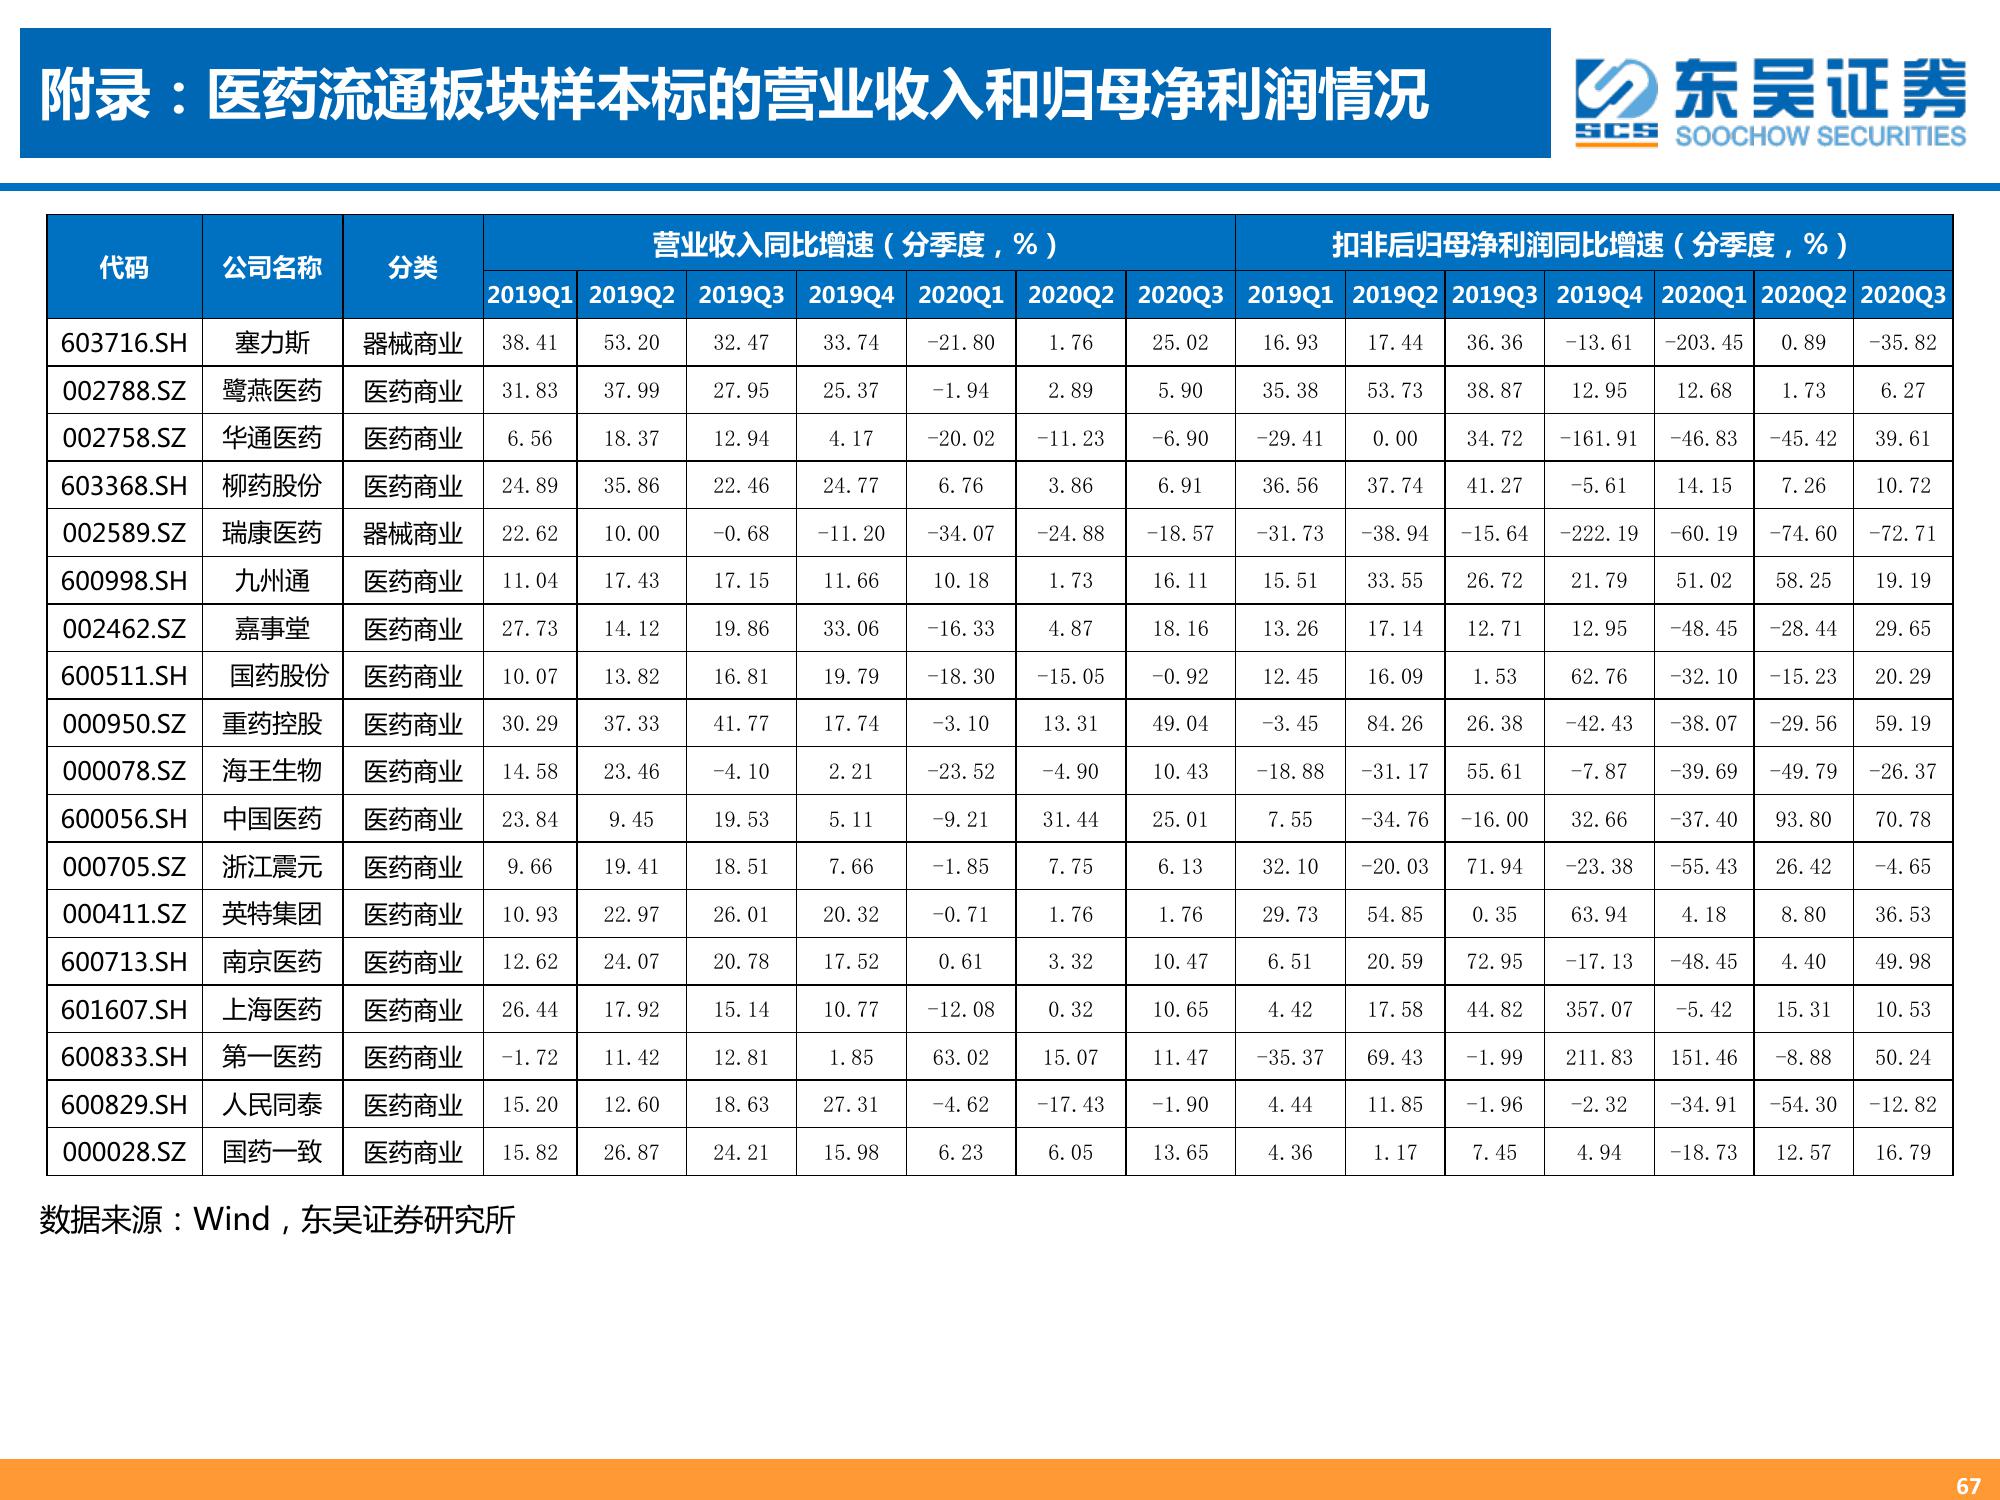 附录：医药流通板块样本标的营业收入和归母净利润情况
东吴证券
SCS
SOOCHOW SECURITIES
代码 公司名称 分类 营业收入同比增速（分季度，%） 扣非后归母净利润同比增速（分季度，%）
2019Q1 2019Q2 2019Q3 2019Q4 2020Q1 2020Q2 2020Q3 2019Q1 2019Q2 2019Q3 2019Q4 2020Q1 2020Q2 2020Q3
603716.SH 塞力斯 器械商业 38.41 53.20 32.47 33.74 -21.80 1.76 25.02 16.93 17.44 36.36 -13.61 -203.45 0.89 -35.82
002788.SZ 鹭燕医药 医药商业 31.83 37.99 27.95 25.37 -1.94 2.89 5.90 35.38 53.73 38.87 12.95 12.68 1.73 6.27
002758.SZ 华通医药 医药商业 6.56 18.37 12.94 4.17 -20.02 -11.23 -6.90 -29.41 0.00 34.72 -161.91 -46.83 -45.42 39.61
603368.SH 柳药股份 医药商业 24.89 35.86 22.46 24.77 6.76 3.86 6.91 36.56 37.74 41.27 -5.61 14.15 7.26 10.72
002589.SZ 瑞康医药 器械商业 22.62 10.00 -0.68 -11.20 -34.07 -24.88 -18.57 -31.73 -38.94 -15.64 -222.19 -60.19 -74.60 -72.71
600998.SH 九州通 医药商业 11.04 17.43 17.15 11.66 10.18 1.73 16.11 15.51 33.55 26.72 21.79 51.02 58.25 19.19
002462.SZ 嘉事堂 医药商业 27.73 14.12 19.86 33.06 -16.33 4.87 18.16 13.26 17.14 12.71 12.95 -48.45 -28.44 29.65
600511.SH 国药股份 医药商业 10.07 13.82 16.81 19.79 -18.30 -15.05 -0.92 12.45 16.09 1.53 62.76 -32.10 -15.23 20.29
000950.SZ 重药控股 医药商业 30.29 37.33 41.77 17.74 -3.10 13.31 49.04 -3.45 84.26 26.38 -42.43 -38.07 -29.56 59.19
000078.SZ 海王生物 医药商业 14.58 23.46 -4.10 2.21 -23.52 -4.90 10.43 -18.88 -31.17 55.61 -7.87 -39.69 -49.79 -26.37
600056.SH 中国医药 医药商业 23.84 9.45 19.53 5.11 -9.21 31.44 25.01 7.55 -34.76 -16.00 32.66 -37.40 93.80 70.78
000705.SZ 浙江震元 医药商业 9.66 19.41 18.51 7.66 -1.85 7.75 6.13 32.10 -20.03 71.94 -23.38 -55.43 26.42 -4.65
000411.SZ 英特集团 医药商业 10.93 22.97 26.01 20.32 -0.71 1.76 1.76 29.73 54.85 0.35 63.94 4.18 8.80 36.53
600713.SH 南京医药 医药商业 12.62 24.07 20.78 17.52 0.61 3.32 10.47 6.51 20.59 72.95 -17.13 -48.45 4.40 49.98
601607.SH 上海医药 医药商业 26.44 17.92 15.14 10.77 -12.08 0.32 10.65 4.42 17.58 44.82 357.07 -5.42 15.31 10.53
600833.SH 第一医药 医药商业 -1.72 11.42 12.81 1.85 63.02 15.07 11.47 -35.37 69.43 -1.99 211.83 151.46 -8.88 50.24
600829.SH 人民同泰 医药商业 15.20 12.60 18.63 27.31 -4.62 -17.43 -1.90 4.44 11.85 -1.96 -2.32 -34.91 -54.30 -12.82
000028.SZ 国药一致 医药商业 15.82 26.87 24.21 15.98 6.23 6.05 13.65 4.36 1.17 7.45 4.94 -18.73 12.57 16.79
数据来源：Wind，东吴证券研究所
67